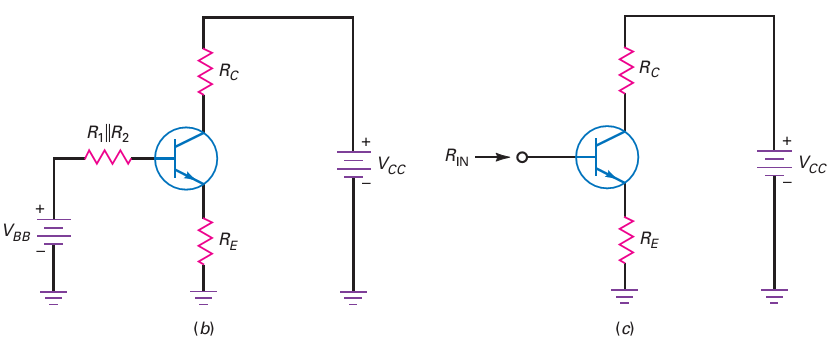 R_C
R_1||R_2
+
V_CC
−
+
V_BB
−
R_E
(b)
R_C
R_IN
+
V_CC
−
R_E
(c)